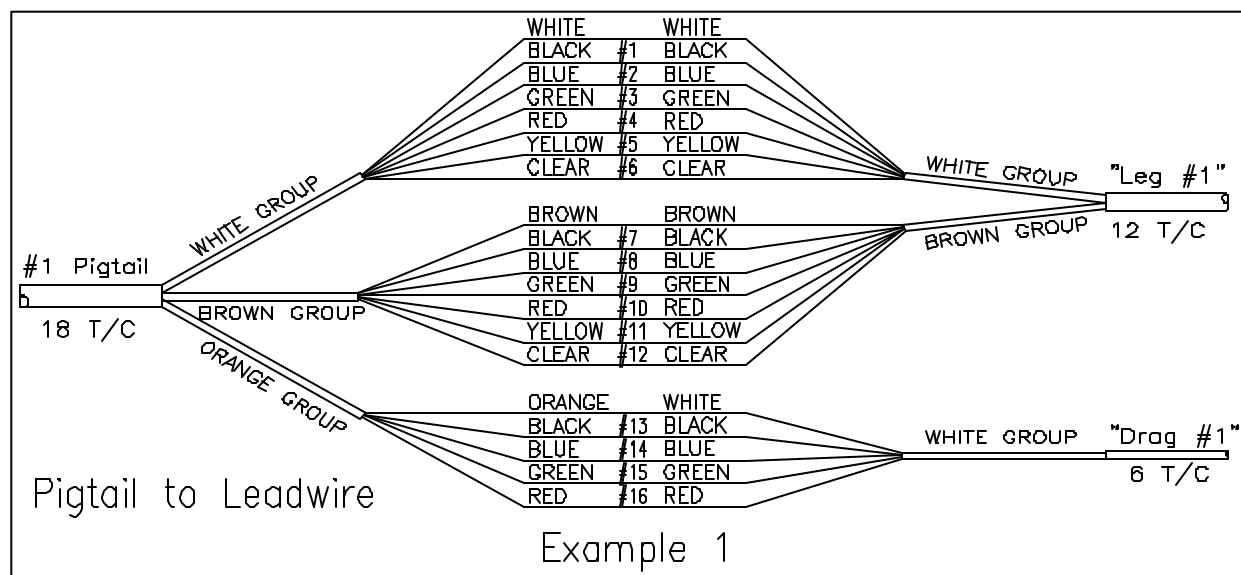 WHITE WHITE
BLACK #1 BLACK
BLUE #2 BLUE
GREEN #3 GREEN
RED #4 RED
YELLOW #5 YELLOW
CLEAR #6 CLEAR
WHITE GROUP
WHITE GROUP
"Leg #1"
12 T/C
BROWN GROUP
BROWN BROWN
BLACK #7 BLACK
BLUE #8 BLUE
GREEN #9 GREEN
RED #10 RED
YELLOW #11 YELLOW
CLEAR #12 CLEAR
#1 Pigtail
18 T/C
BROWN GROUP
ORANGE GROUP
ORANGE WHITE
BLACK #13 BLACK
BLUE #14 BLUE
GREEN #15 GREEN
RED #16 RED
WHITE GROUP
"Drag #1"
6 T/C
Pigtail to Leadwire
Example 1